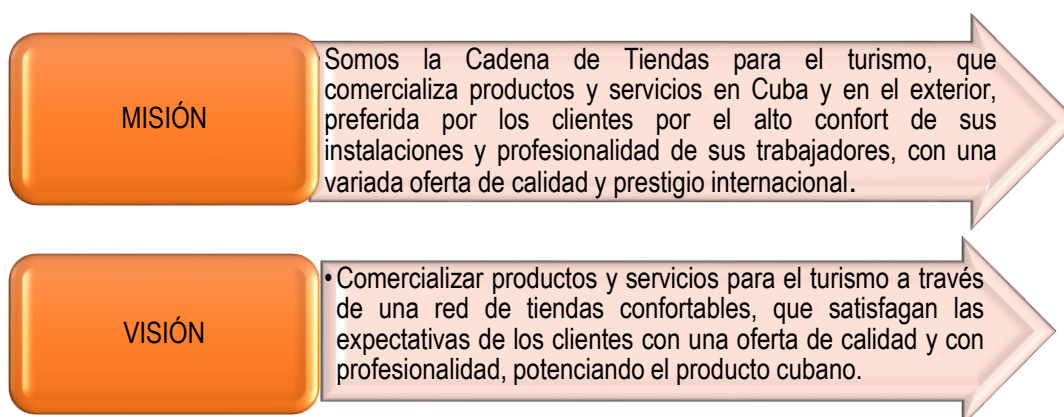 MISIÓN
Somos la Cadena de Tiendas para el turismo, que
comercializa productos y servicios en Cuba y en el exterior,
preferida por los clientes por el alto confort de sus
instalaciones y profesionalidad de sus trabajadores, con una
variada oferta de calidad y prestigio internacional.
VISIÓN
• Comercializar productos y servicios para el turismo a través
de una red de tiendas confortables, que satisfagan las
expectativas de los clientes con una oferta de calidad y con
profesionalidad, potenciando el producto cubano.